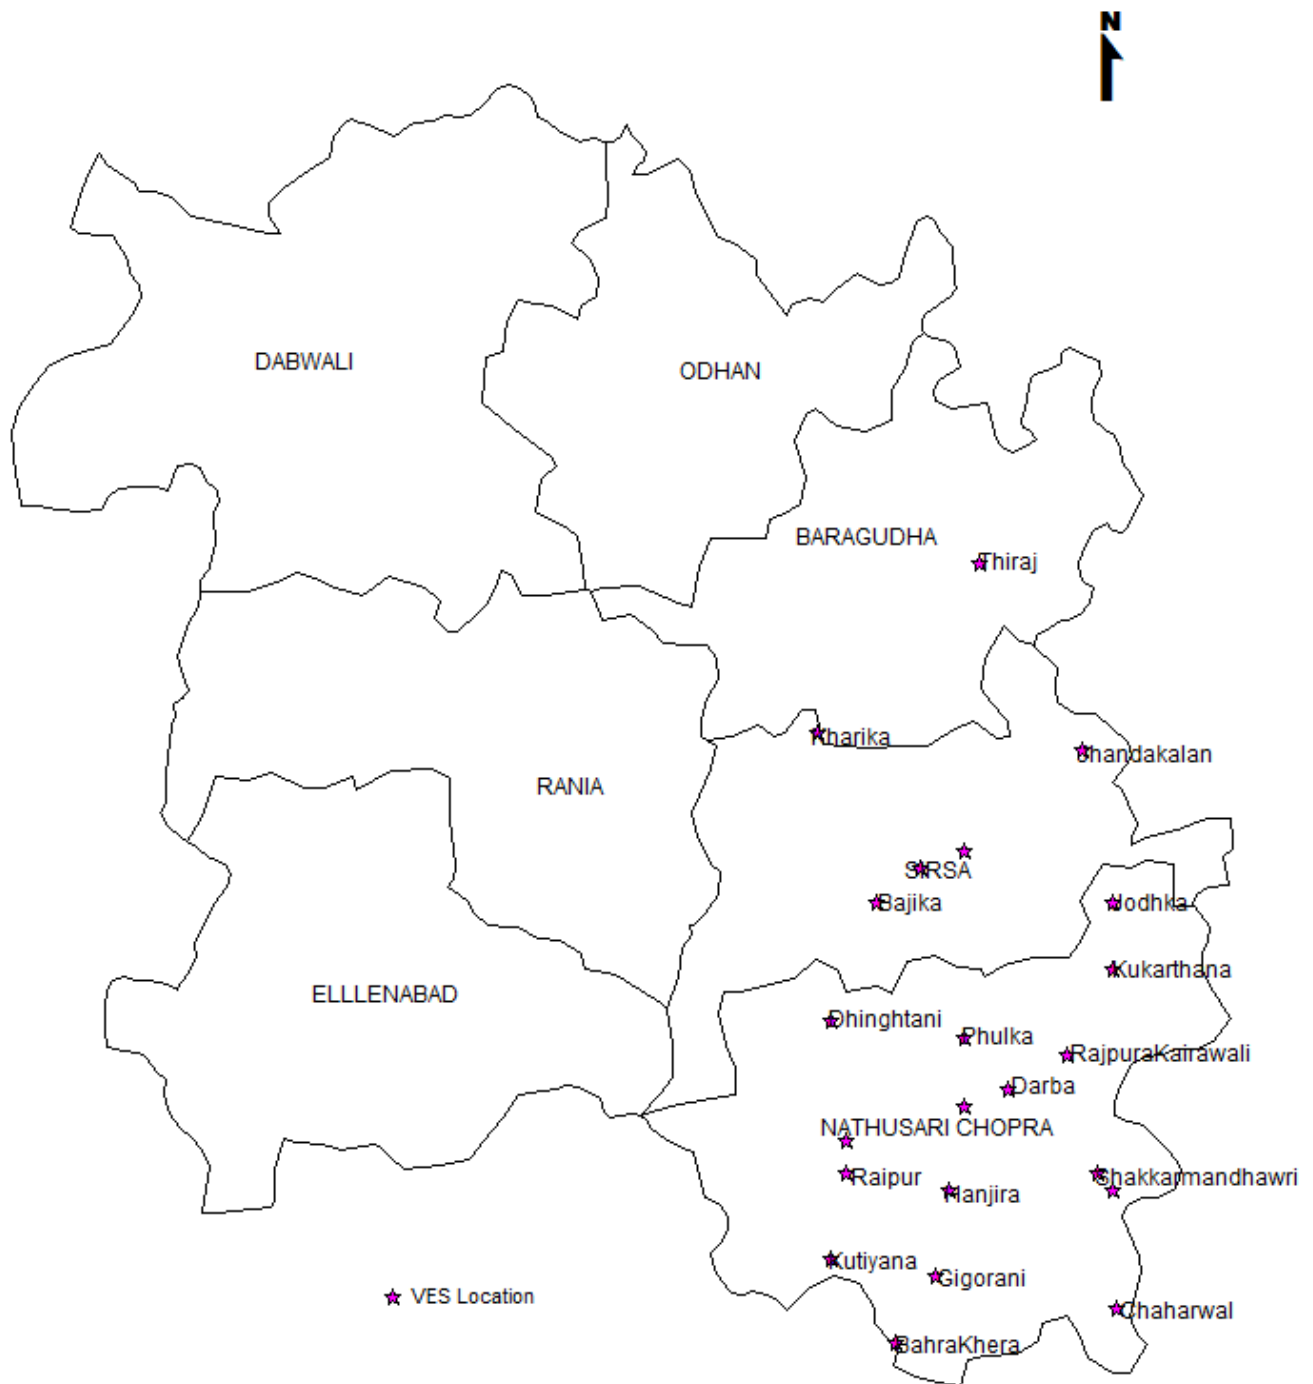 N
DABWALI
ODHAN
BARAGUDHA
Thiraj
Kharika
Chandakalan
RANIA
SIRSA
Bajika
Jodhka
Kukarthana
ELLLENABAD
Dhinghtani
Phulka
RajpuraKairawali
Darba
NATHUSARI CHOPRA
Raipur
Shakkarmandhawri
Hanjira
Kutiyana
Gigorani
VES Location
Chaharwal
BahraKhera